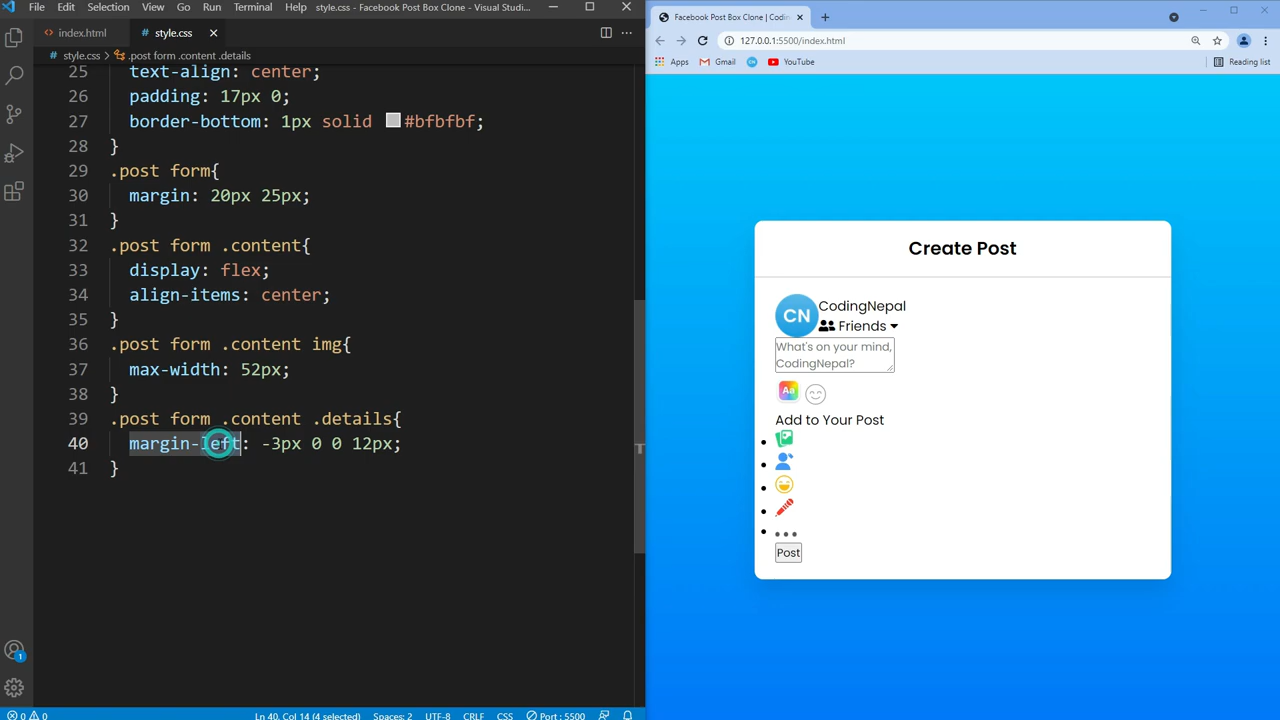 File Edit Selection View Go Run Terminal Help style.css - Facebook Post Box Clone - Visual Studi...
index.html
style.css
style.css > .post form .content .details
25 text-align: center;
26 padding: 17px 0;
27 border-bottom: 1px solid #bfbfbf;
28 }
29 .post form{
30 margin: 20px 25px;
31 }
32 .post form .content{
33 display: flex;
34 align-items: center;
35 }
36 .post form .content img{
37 max-width: 52px;
38 }
39 .post form .content .details{
40 margin-left: -3px 0 0 12px;
41 }
1
0 0 Ln 40, Col 14 (4 selected) Spaces: 2 UTF-8 CRLF CSS Port : 5500
Facebook Post Box Clone | Codin
127.0.0.1:5500/index.html
Apps Gmail CN YouTube Reading list
Create Post
CN
CodingNepal
Friends
What's on your mind,
CodingNepal?
Aa
Add to Your Post
Post